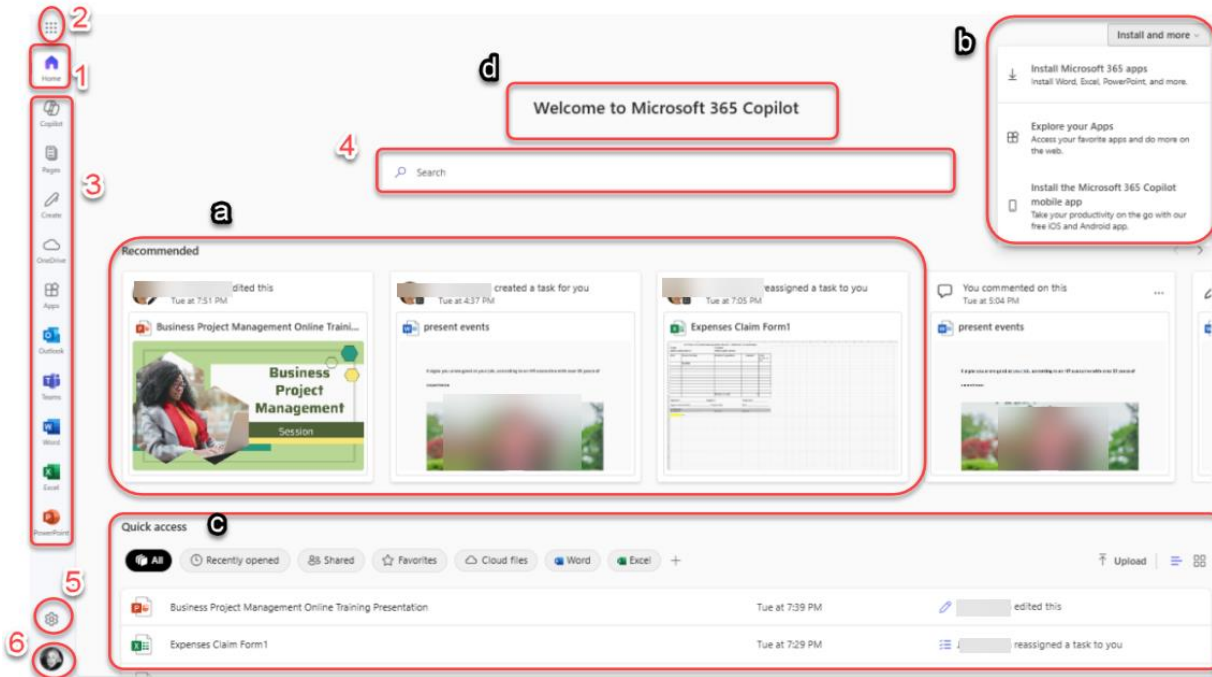 2
Home
1
b
Install and more
Install Microsoft 365 apps
Install Word, Excel, PowerPoint, and more.
Explore your Apps
Access your favorite apps and do more on
the web.
Install the Microsoft 365 Copilot
mobile app
Take your productivity on the go with our
free iOS and Android app.
d
Welcome to Microsoft 365 Copilot
4
Search
3
Copilot
Pages
Create
OneDrive
Apps
Outlook
Teams
Word
Excel
PowerPoint
a
Recommended
edited this
Tue at 7:51 PM
Business Project Management Online Traini...
Business
Project
Management
Session
created a task for you
Tue at 4:37 PM
present events
reassigned a task to you
Tue at 7:05 PM
Expenses Claim Form1
You commented on this
Tue at 5:04 PM
present events
Quick access
c
All
Recently opened
Shared
Favorites
Cloud files
Word
Excel
Upload
Business Project Management Online Training Presentation Tue at 7:39 PM edited this
Expenses Claim Form1 Tue at 7:29 PM reassigned a task to you
5
6